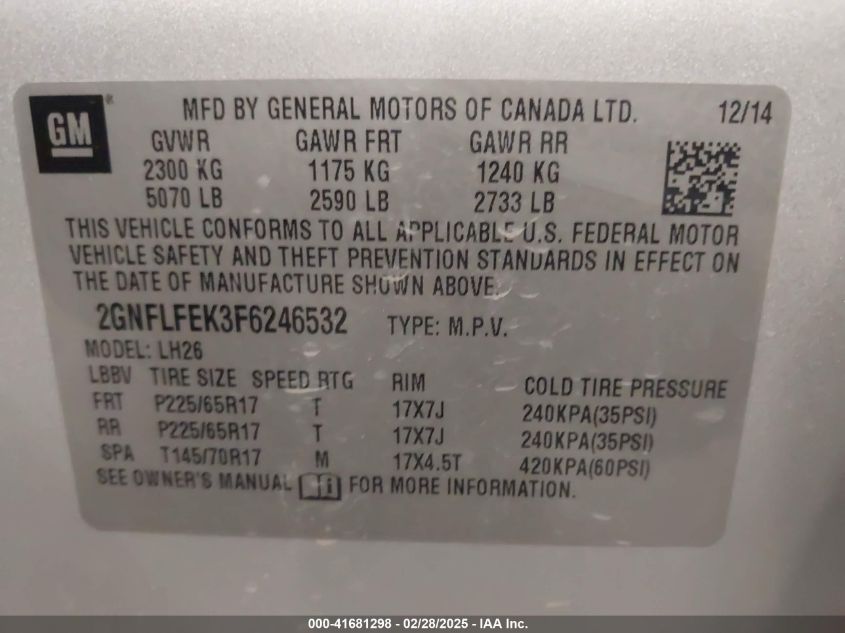 GM®
MFD BY GENERAL MOTORS OF CANADA LTD. 12/14
GVWR GAWR FRT GAWR RR
2300 KG 1175 KG 1240 KG
5070 LB 2590 LB 2733 LB
THIS VEHICLE CONFORMS TO ALL APPLICABLE U.S. FEDERAL MOTOR
VEHICLE SAFETY AND THEFT PREVENTION STANDARDS IN EFFECT ON
THE DATE OF MANUFACTURE SHOWN ABOVE.
2GNFLFEK3F6246532 TYPE: M.P.V.
MODEL: LH26
LBBV TIRE SIZE SPEED RTG RIM COLD TIRE PRESSURE
FRT P225/65R17 T 17X7J 240KPA(35PSI)
RR P225/65R17 T 17X7J 240KPA(35PSI)
SPA T145/70R17 M 17X4.5T 420KPA(60PSI)
SEE OWNER'S MANUAL i FOR MORE INFORMATION.
000-41681298 - 02/28/2025 - IAA Inc.